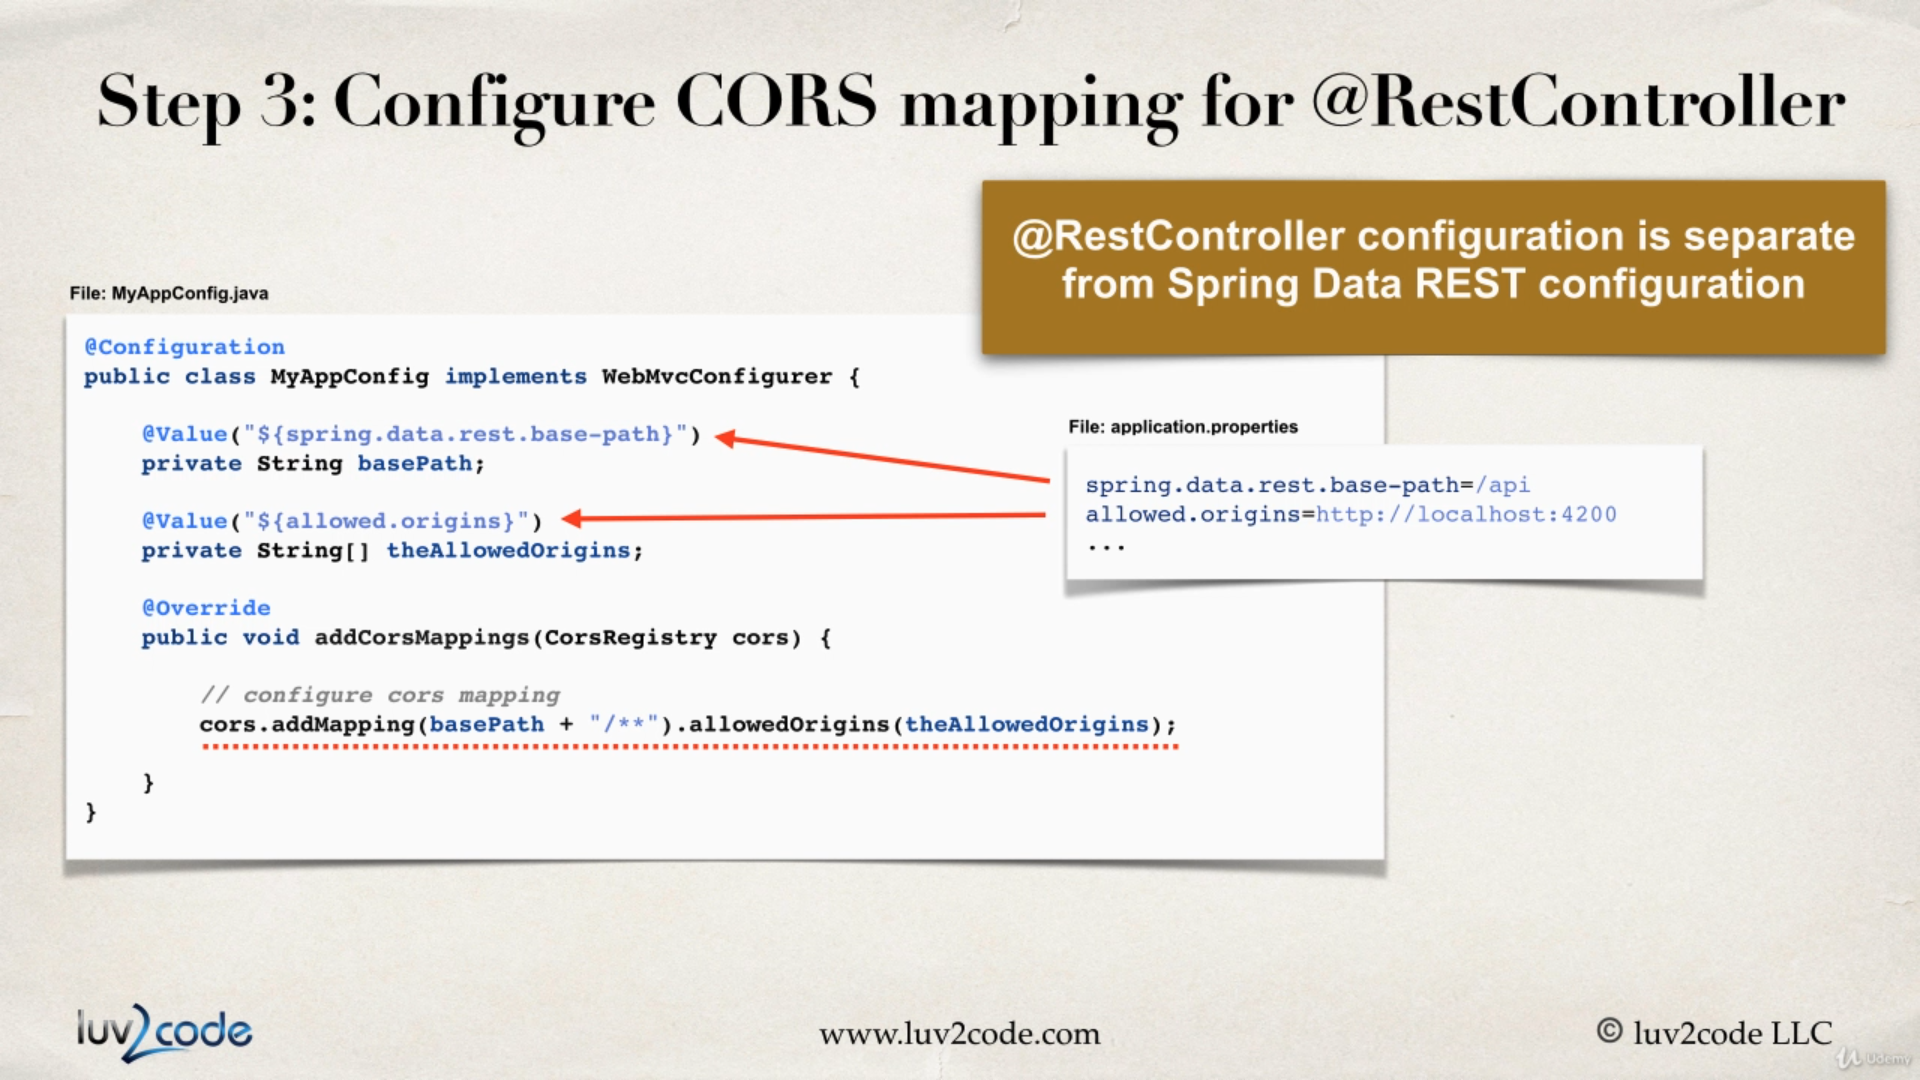 Step 3: Configure CORS mapping for @RestController
@RestController configuration is separate
from Spring Data REST configuration
File: MyAppConfig.java
@Configuration
public class MyAppConfig implements WebMvcConfigurer {
@Value("${spring.data.rest.base-path}")
private String basePath;
@Value("${allowed.origins}")
private String[] theAllowedOrigins;
@Override
public void addCorsMappings(CorsRegistry cors) {
// configure cors mapping
cors.addMapping(basePath + "/**").allowedOrigins(theAllowedOrigins);
}
}
File: application.properties
spring.data.rest.base-path=/api
allowed.origins=http://localhost:4200
...
luv2code
www.luv2code.com
© luv2code LLC
Udemy